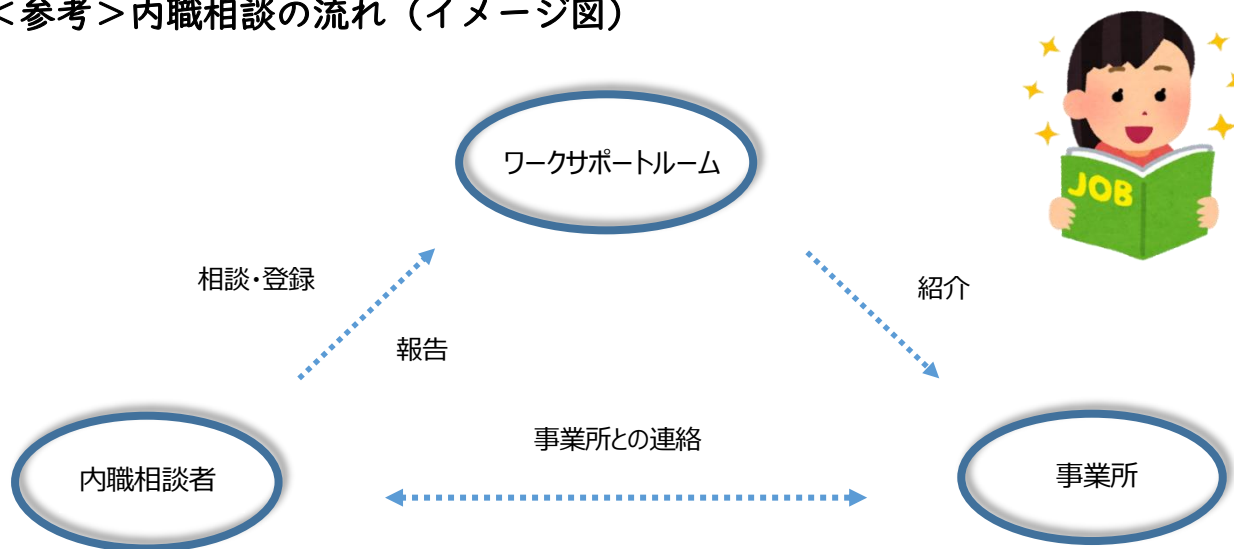 ＜参考＞内職相談の流れ（イメージ図）
JOB
ワークサポートルーム
相談・登録
紹介
報告
事業所との連絡
内職相談者
事業所